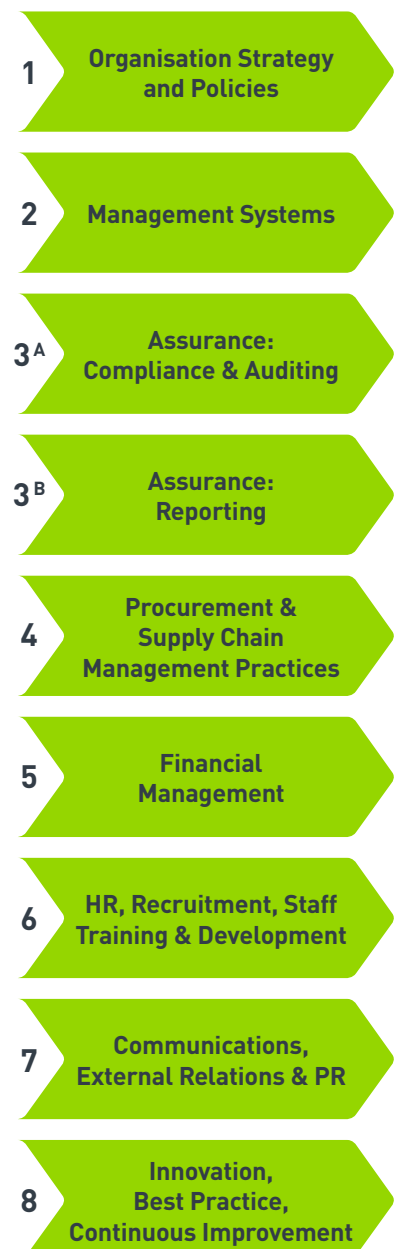 1
Organisation Strategy
and Policies
2
Management Systems
3 A
Assurance:
Compliance & Auditing
3 B
Assurance:
Reporting
4
Procurement &
Supply Chain
Management Practices
5
Financial
Management
6
HR, Recruitment, Staff
Training & Development
7
Communications,
External Relations & PR
8
Innovation,
Best Practice,
Continuous Improvement